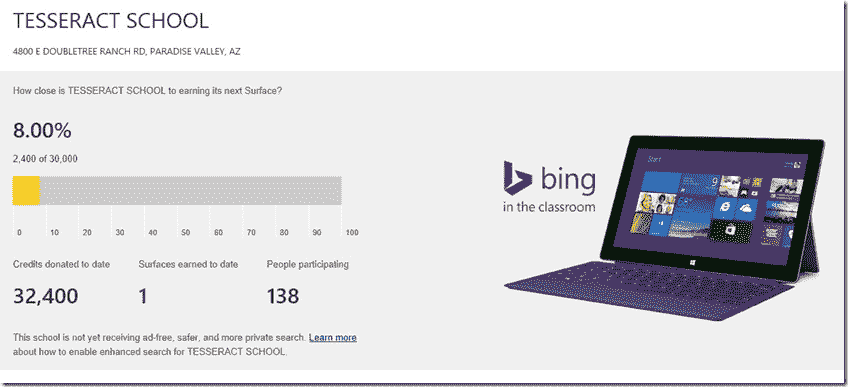 TESSERACT SCHOOL
4800 E DOUBLETREE RANCH RD, PARADISE VALLEY, AZ
How close is TESSERACT SCHOOL to earning its next Surface?
8.00%
2,400 of 30,000
0 10 20 30 40 50 60 70 80 90 100
Credits donated to date Surfaces earned to date People participating
32,400 1 138
This school is not yet receiving ad-free, safer, and more private search. Learn more
about how to enable enhanced search for TESSERACT SCHOOL.
bing
in the classroom
Start